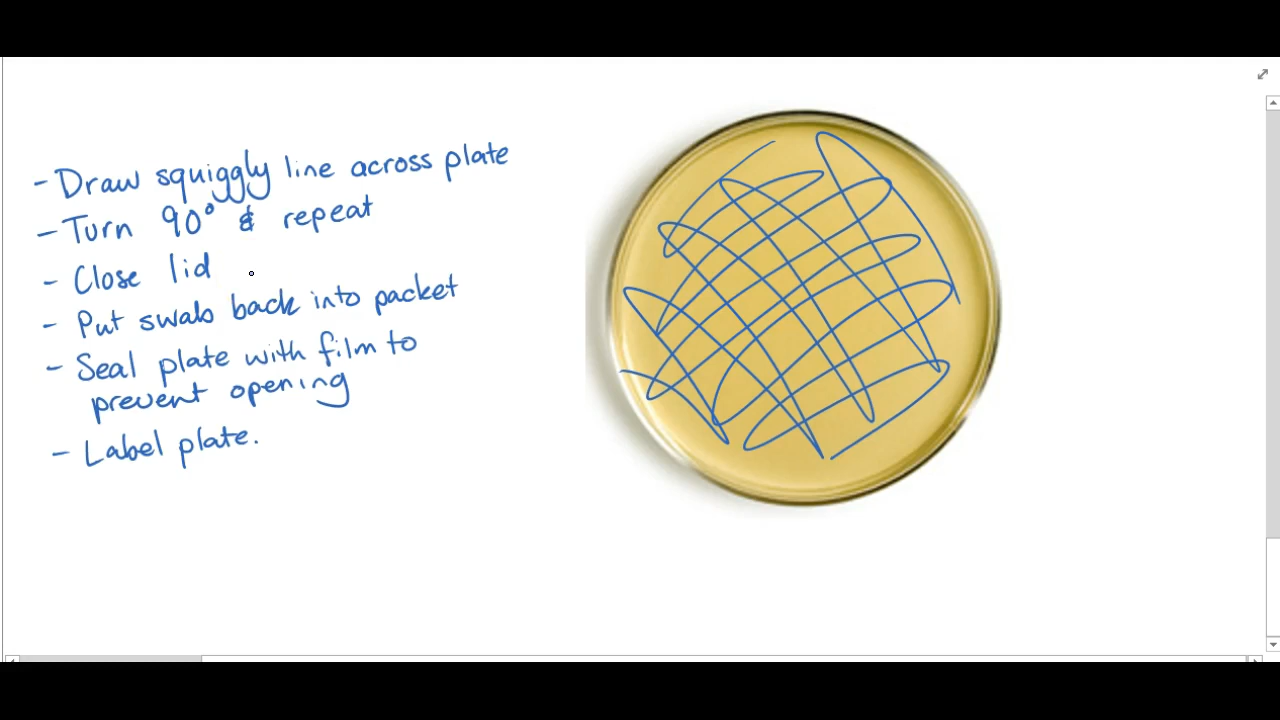 - Draw squiggly line across plate
- Turn 90° & repeat
- Close lid
- Put swab back into packet
- Seal plate with film to
prevent opening
- Label plate.